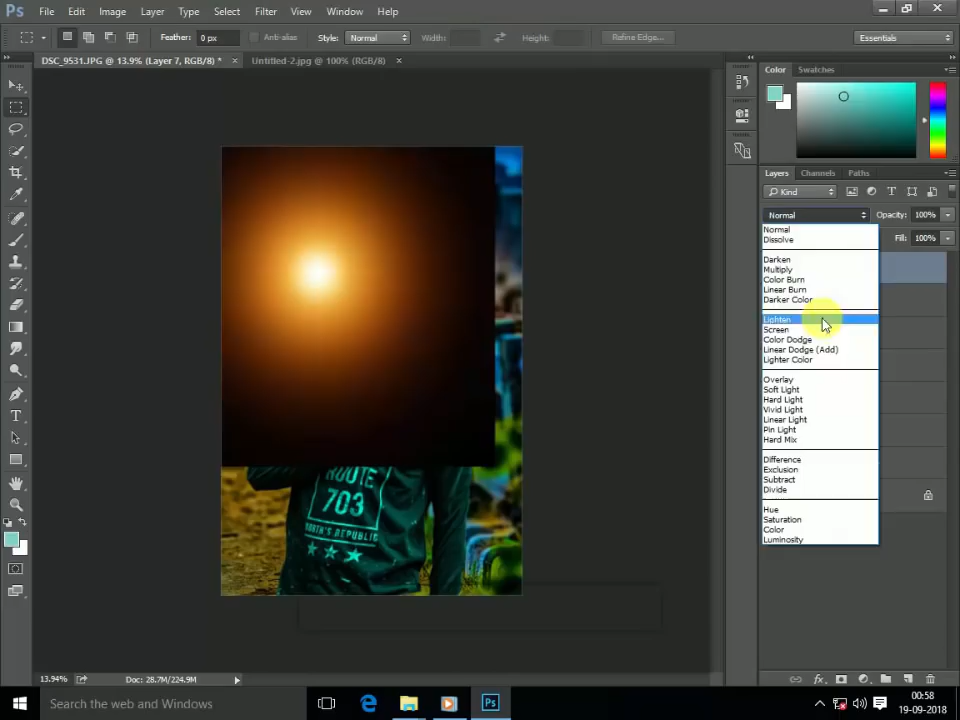 Ps File Edit Image Layer Type Select Filter View Window Help
Feather: 0 px Anti-alias Style: Normal Width: Height: Refine Edge... Essentials
DSC_9531.JPG @ 13.9% (Layer 7, RGB/8) * × Untitled-2.jpg @ 100% (RGB/8) ×
Color Swatches
Layers Channels Paths
Kind
Normal Opacity: 100%
Fill: 100%
Normal
Dissolve
Darken
Multiply
Color Burn
Linear Burn
Darker Color
Lighten
Screen
Color Dodge
Linear Dodge (Add)
Lighter Color
Overlay
Soft Light
Hard Light
Vivid Light
Linear Light
Pin Light
Hard Mix
Difference
Exclusion
Subtract
Divide
Hue
Saturation
Color
Luminosity
ROUTE
703
NORTH'S REPUBLIC
13.94% Doc: 28.7M/224.9M
Search the web and Windows
Ps
00:58
19-09-2018